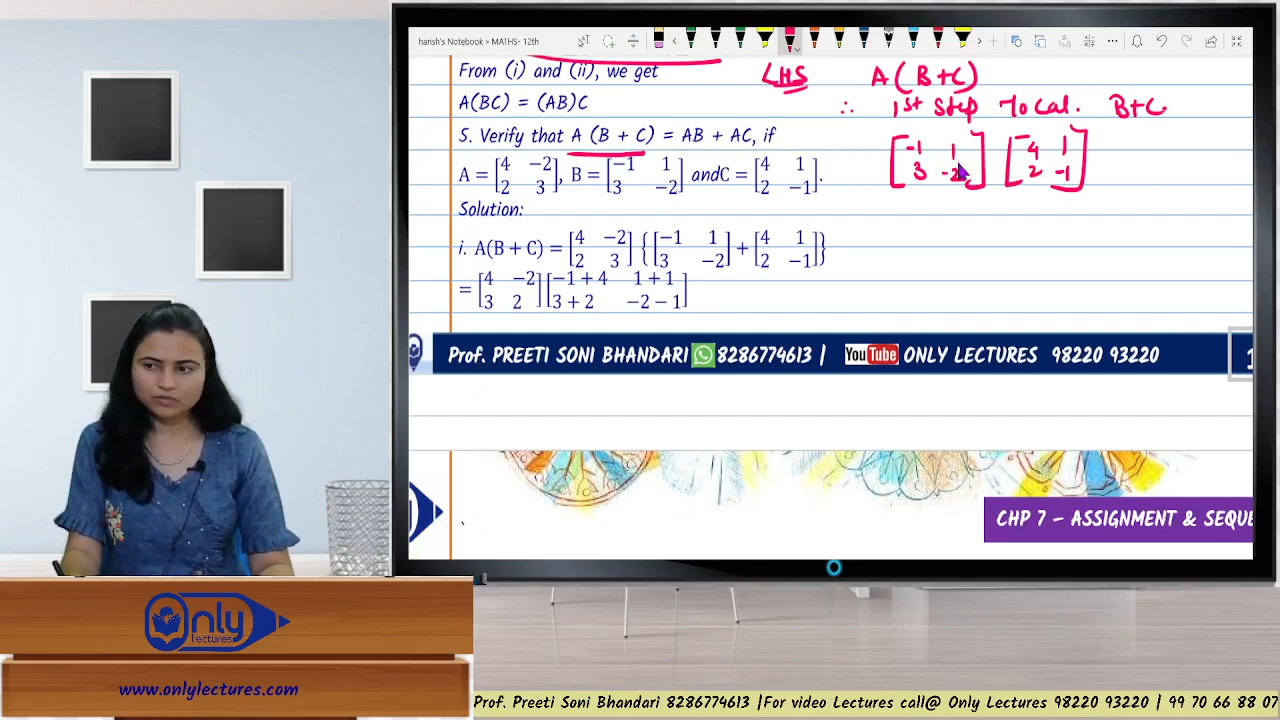 harish's Notebook » MATHS- 12th
From (i) and (ii), we get
A(BC) = (AB)C
5. Verify that A (B + C) = AB + AC, if
A = [4 −2 2 3], B = [−1 1 3 −2] andC = [4 1 2 −1].
Solution:
i. A(B + C) = [4 −2 2 3] {[−1 1 3 −2] + [4 1 2 −1]}
= [4 −2 3 2] [−1 + 4 1 + 1 3 + 2 −2 − 1]
LHS A(B+C)
∴ 1st Step To Cal. B+C
[-1 1 3 -2] [4 1 2 -1]
Prof. PREETI SONI BHANDARI 8286774613 | YouTube ONLY LECTURES 98220 93220
CHP 7 – ASSIGNMENT & SEQUE
Only
lectures
www.onlylectures.com
Prof. Preeti Soni Bhandari 8286774613 |For video Lectures call@ Only Lectures 98220 93220 | 99 70 66 88 07